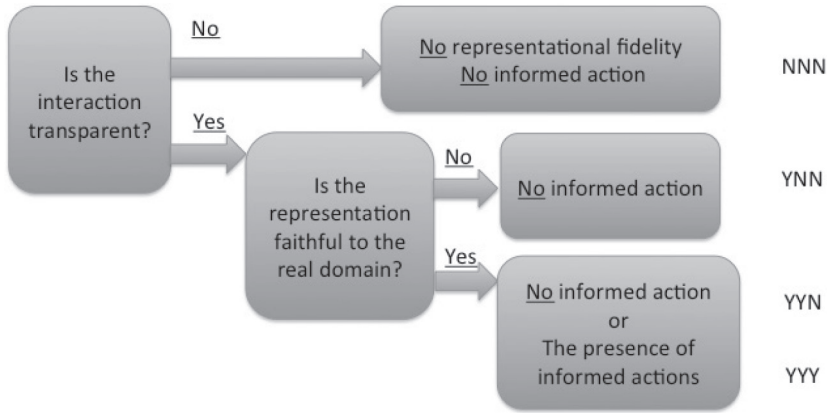 Is the
interaction
transparent?
No
No representational fidelity
No informed action
NNN
Yes
Is the
representation
faithful to the
real domain?
No
No informed action
YNN
Yes
No informed action
or
The presence of
informed actions
YYN
YYY